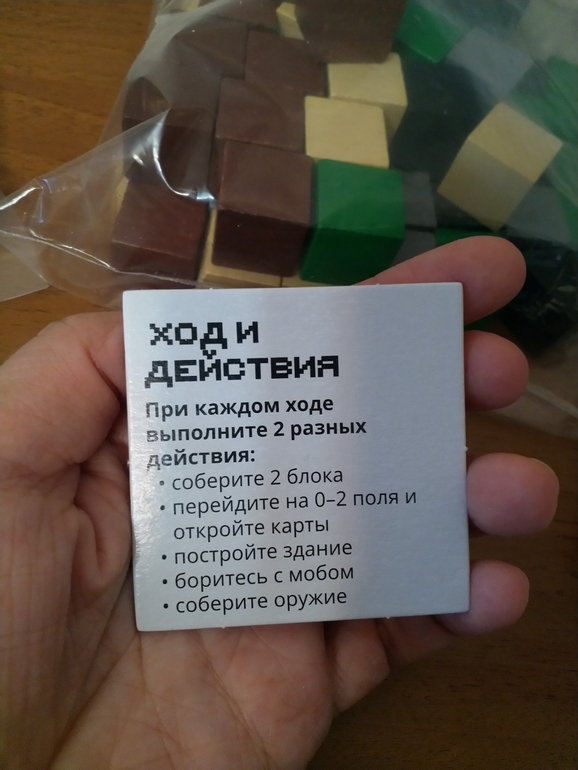 ХОД И
ДЕЙСТВИЯ
При каждом ходе
выполните 2 разных
действия:
• соберите 2 блока
• перейдите на 0–2 поля и
откройте карты
• постройте здание
• боритесь с мобом
• соберите оружие